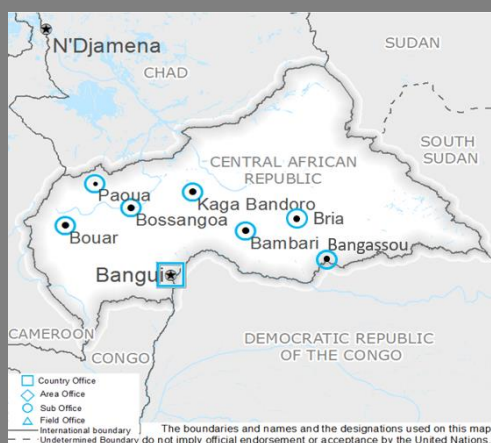 N'Djamena
SUDAN
CHAD
SOUTH
SUDAN
CENTRAL AFRICAN
REPUBLIC
Paoua
Kaga Bandoro
Bossangoa
Bria
Bouar
Bambari
Bangassou
Bangui
CAMEROON
CONGO
DEMOCRATIC REPUBLIC
OF THE CONGO
Country Office
Area Office
Sub Office
Field Office
International boundary
Undetermined Boundary
The boundaries and names and the designations used on this map
do not imply official endorsement or acceptance by the United Nations.